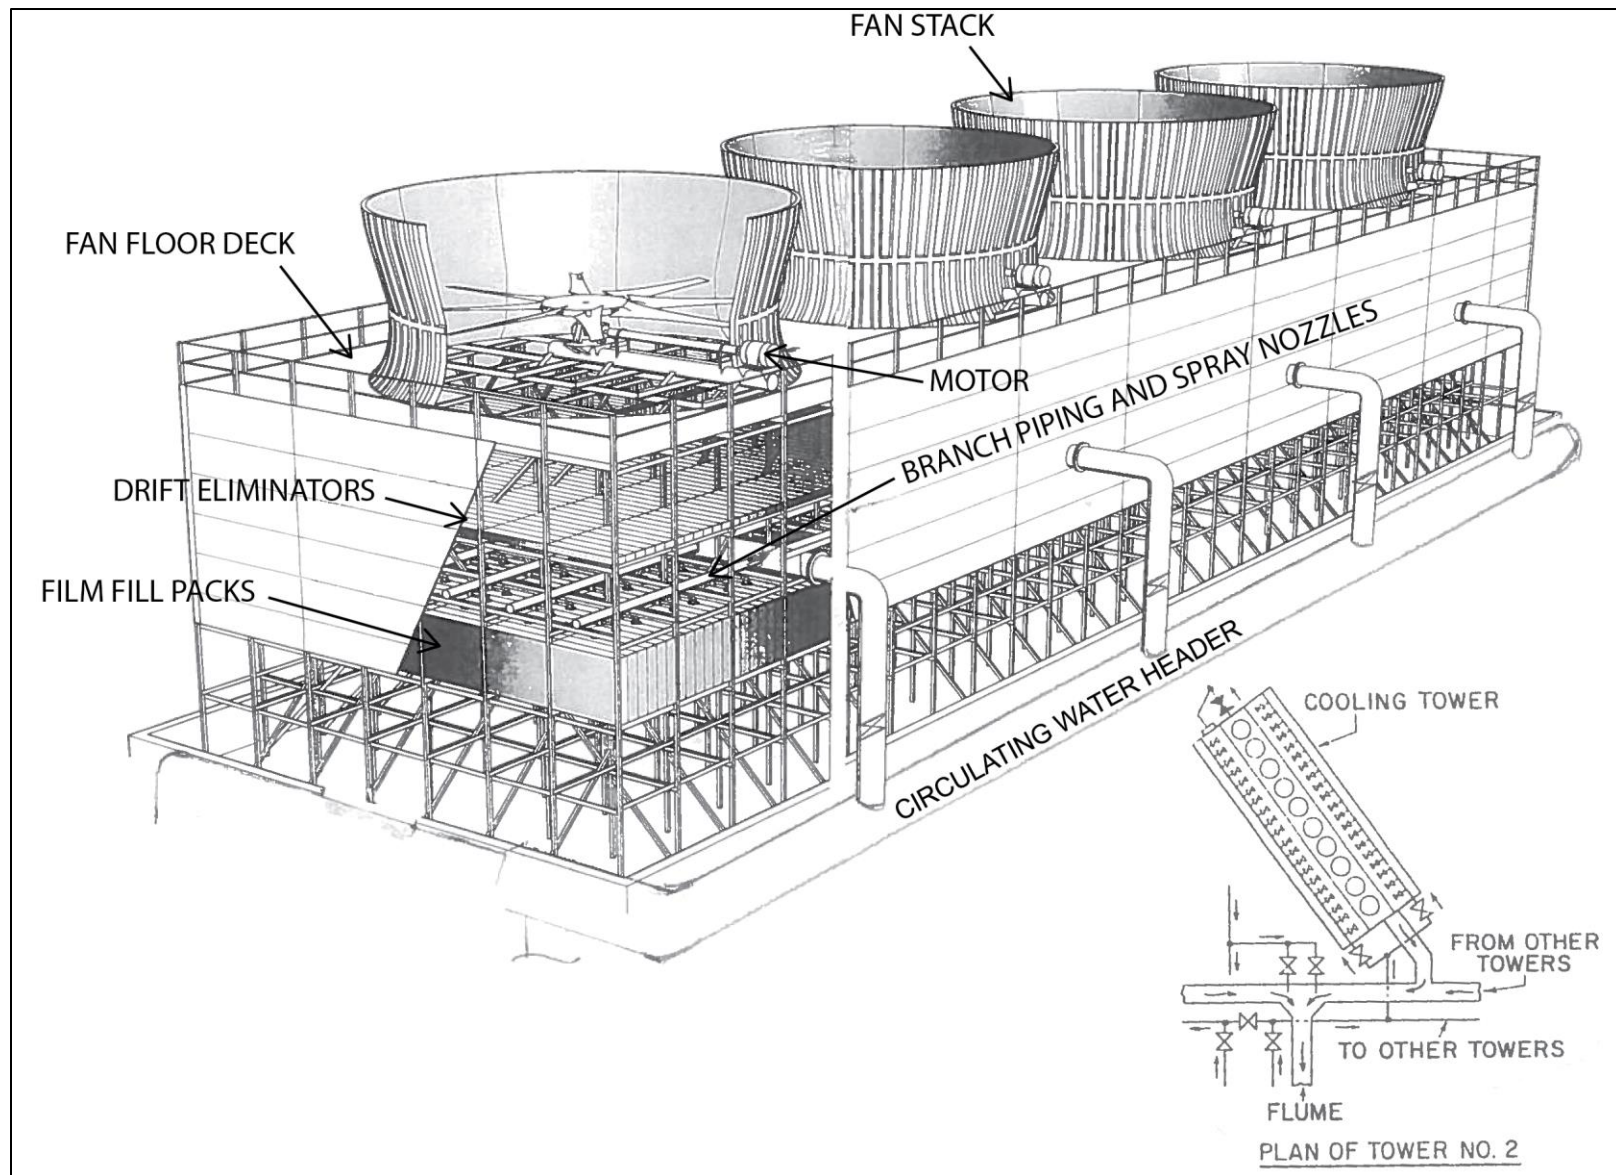 FAN STACK
FAN FLOOR DECK
MOTOR
BRANCH PIPING AND SPRAY NOZZLES
DRIFT ELIMINATORS
FILM FILL PACKS
CIRCULATING WATER HEADER
COOLING TOWER
FROM OTHER
TOWERS
TO OTHER TOWERS
FLUME
PLAN OF TOWER NO. 2